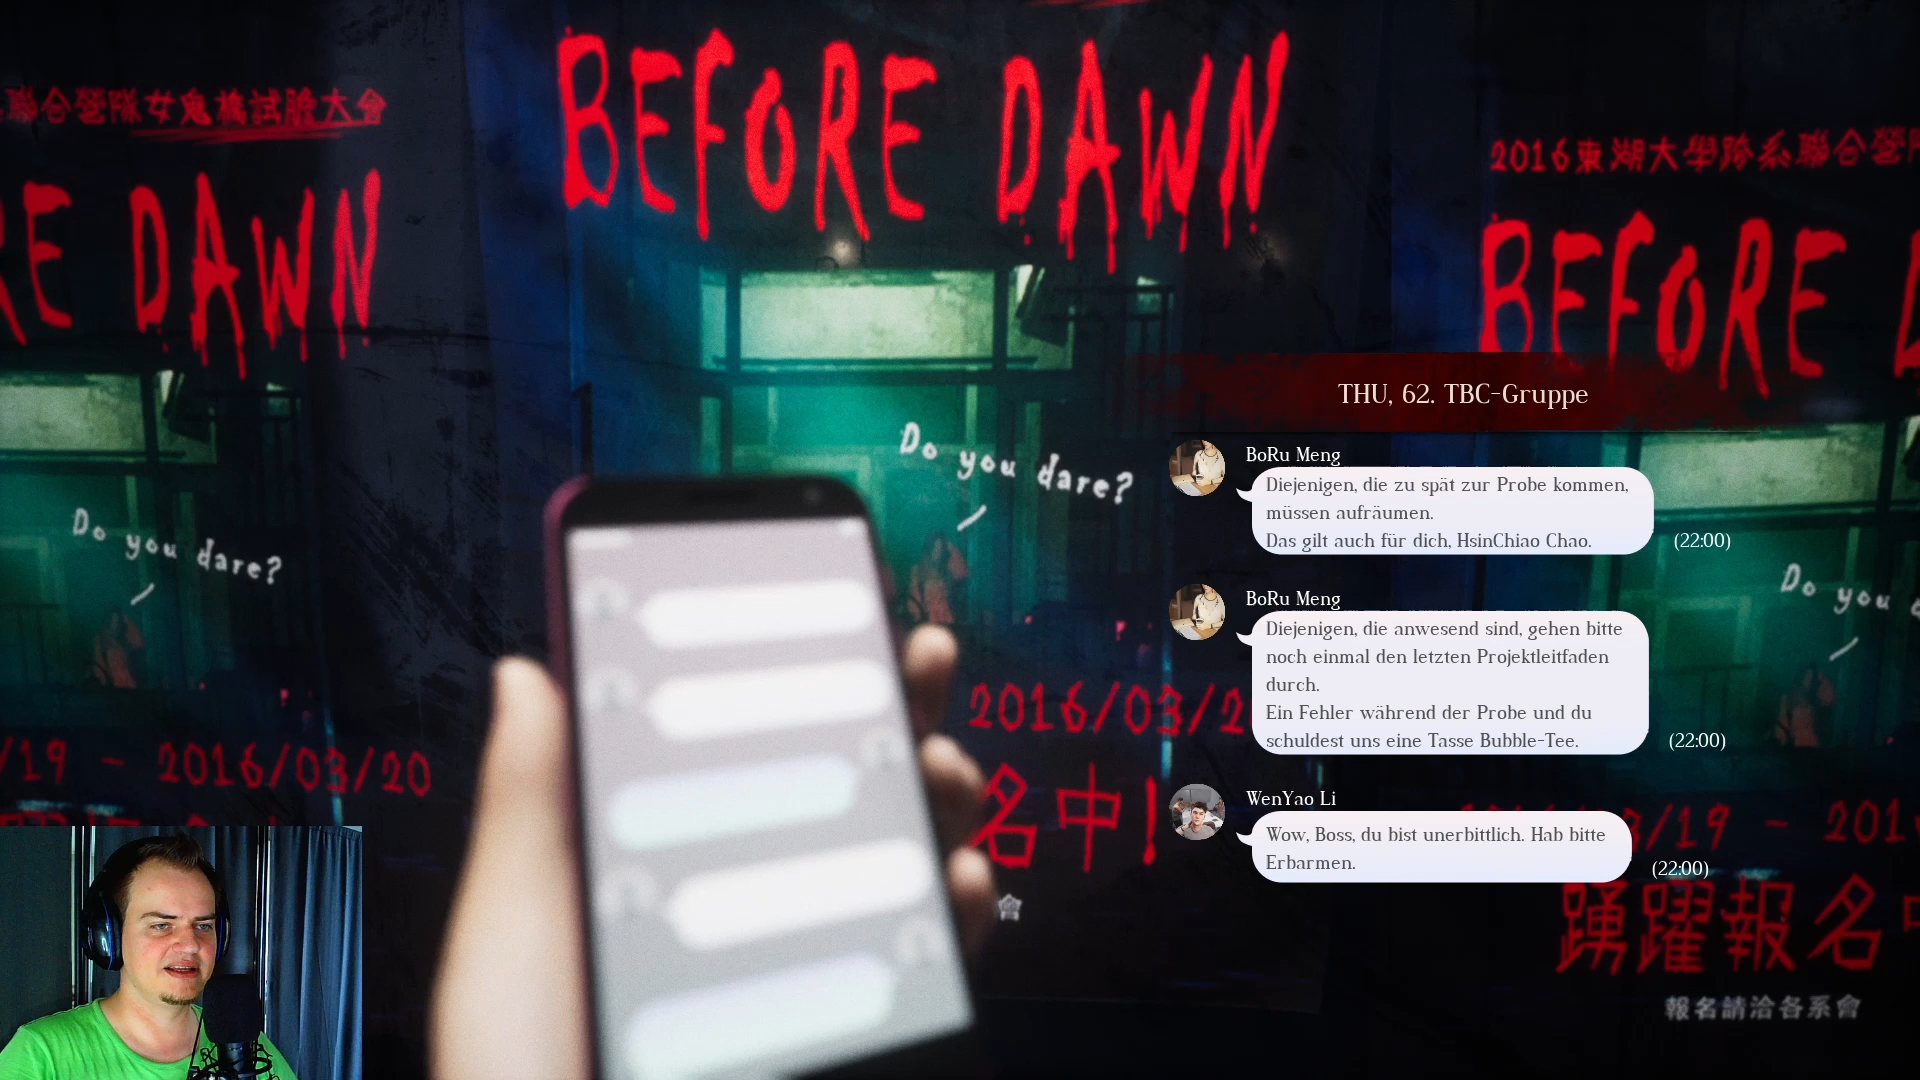 聯合營隊女鬼橋試膽大會
RE DAWN
Do you dare?
/19 - 2016/03/20
BEFORE DAWN
Do you dare?
2016/03/2
名中!
會
2016東湖大學跨系聯合營
BEFORE
Do you
/19 - 201
踴躍報名
報名請洽各系會
THU, 62. TBC-Gruppe
BoRu Meng
Diejenigen, die zu spät zur Probe kommen,
müssen aufräumen.
Das gilt auch für dich, HsinChiao Chao.
(22:00)
BoRu Meng
Diejenigen, die anwesend sind, gehen bitte
noch einmal den letzten Projektleitfaden
durch.
Ein Fehler während der Probe und du
schuldest uns eine Tasse Bubble-Tee.
(22:00)
WenYao Li
Wow, Boss, du bist unerbittlich. Hab bitte
Erbarmen.
(22:00)